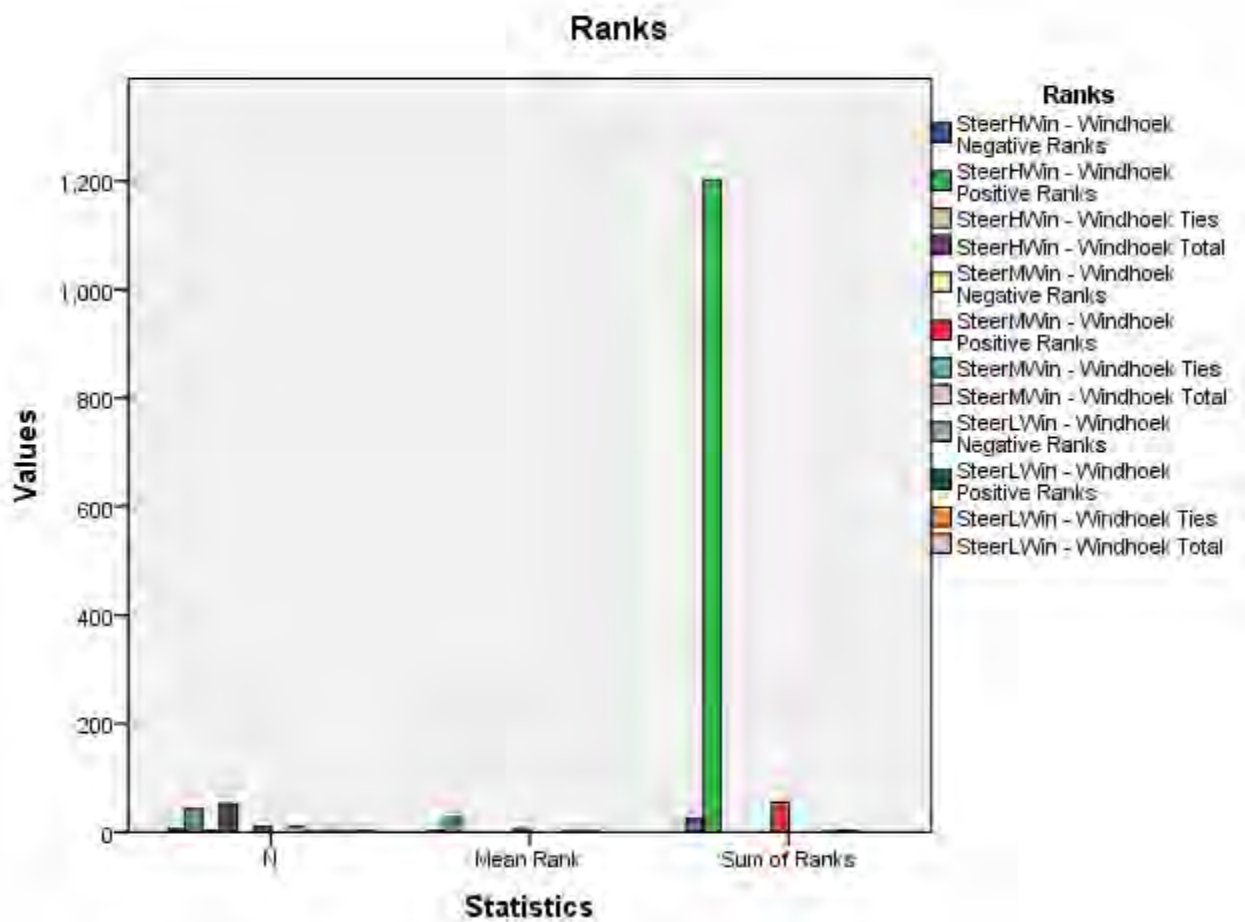 Ranks
Values
1,200
1,000
800
600
400
200
0
N
Mean Rank
Sum of Ranks
Statistics
Ranks
SteerHWin - Windhoek
Negative Ranks
SteerHWin - Windhoek
Positive Ranks
SteerHWin - Windhoek Ties
SteerHWin - Windhoek Total
SteerMWin - Windhoek
Negative Ranks
SteerMWin - Windhoek
Positive Ranks
SteerMWin - Windhoek Ties
SteerMWin - Windhoek Total
SteerLWin - Windhoek
Negative Ranks
SteerLWin - Windhoek
Positive Ranks
SteerLWin - Windhoek Ties
SteerLWin - Windhoek Total